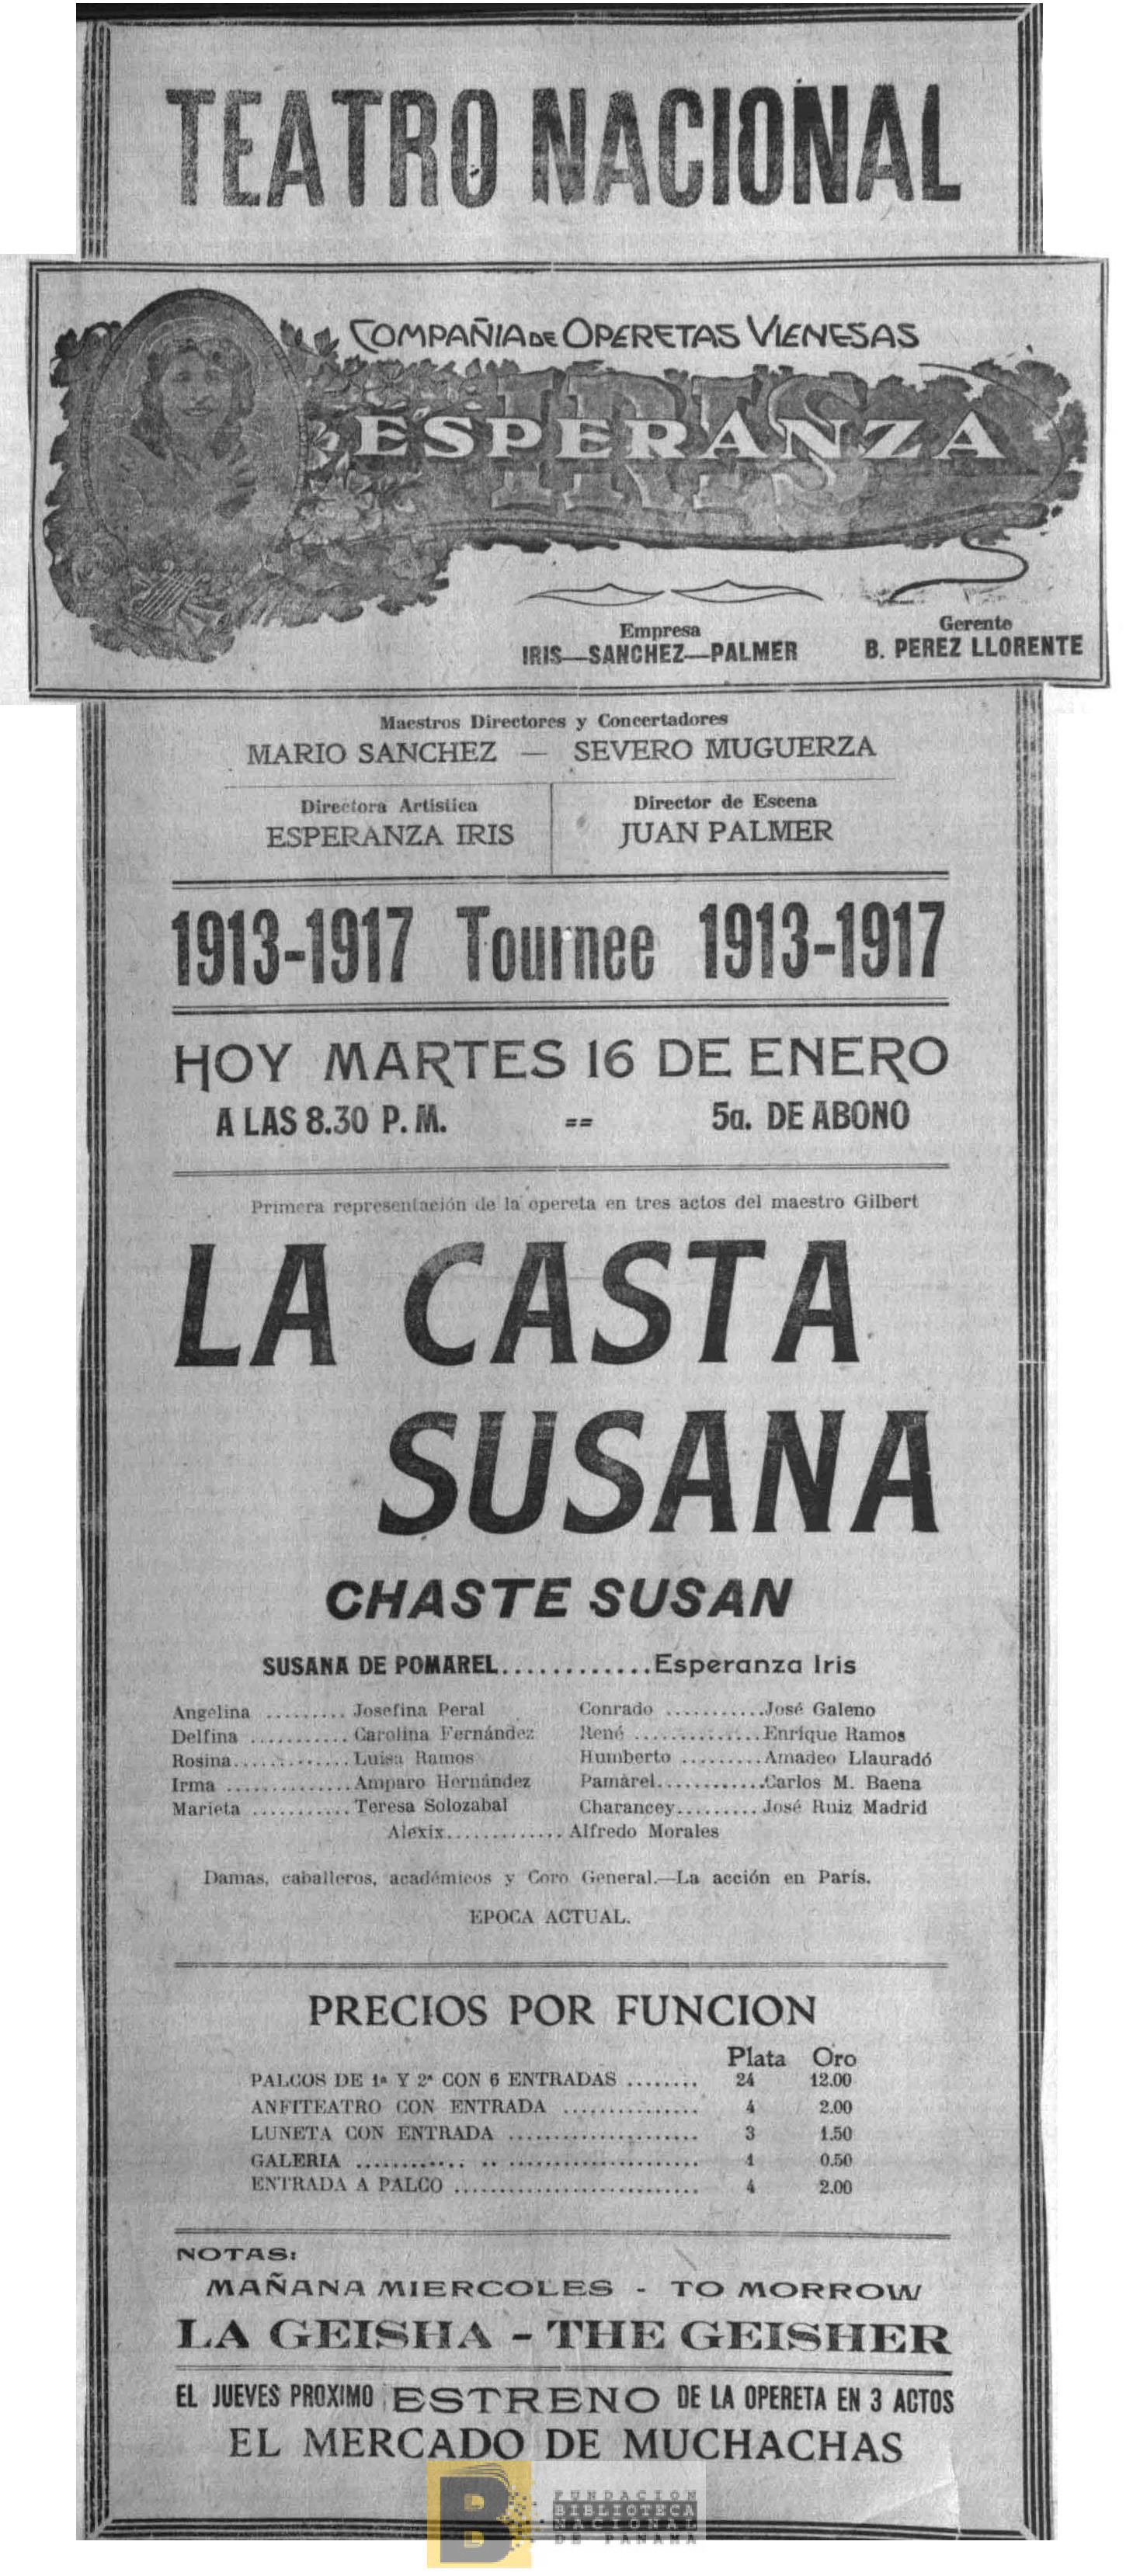 TEATRO NACIONAL
COMPAÑIA DE OPERETAS VIENESAS
ESPERANZA
IRIS
Empresa
IRIS—SANCHEZ—PALMER
Gerente
B. PEREZ LLORENTE
Maestros Directores y Concertadores
MARIO SANCHEZ — SEVERO MUGUERZA
Directora Artistica
ESPERANZA IRIS
Director de Escena
JUAN PALMER
1913-1917 Tournee 1913-1917
HOY MARTES 16 DE ENERO
A LAS 8.30 P. M. == 5a. DE ABONO
Primera representación de la opereta en tres actos del maestro Gilbert
LA CASTA
SUSANA
CHASTE SUSAN
SUSANA DE POMAREL.............Esperanza Iris
Angelina ......... Josefina Peral
Delfina ........... Carolina Fernández
Rosina................ Luisa Ramos
Irma .............. Amparo Hernández
Marieta ........... Teresa Solozabal
Conrado ...........José Galeno
René ..............Enrique Ramos
Humberto .........Amadeo Llauradó
Pamarel............Carlos M. Baena
Charancey.........José Ruiz Madrid
Alexix............. Alfredo Morales
Damas, caballeros, académicos y Coro General.—La acción en París.
EPOCA ACTUAL.
PRECIOS POR FUNCION
Plata Oro
PALCOS DE 1ª Y 2ª CON 6 ENTRADAS ........ 24 12.00
ANFITEATRO CON ENTRADA ............... 4 2.00
LUNETA CON ENTRADA ..................... 3 1.50
GALERIA ............ .. ..................... 1 0.50
ENTRADA A PALCO ........................... 4 2.00
NOTAS:
MAÑANA MIERCOLES - TO MORROW
LA GEISHA - THE GEISHER
EL JUEVES PROXIMO ESTRENO DE LA OPERETA EN 3 ACTOS
EL MERCADO DE MUCHACHAS
B
FUNDACION
BIBLIOTECA
NACIONAL
DE PANAMA